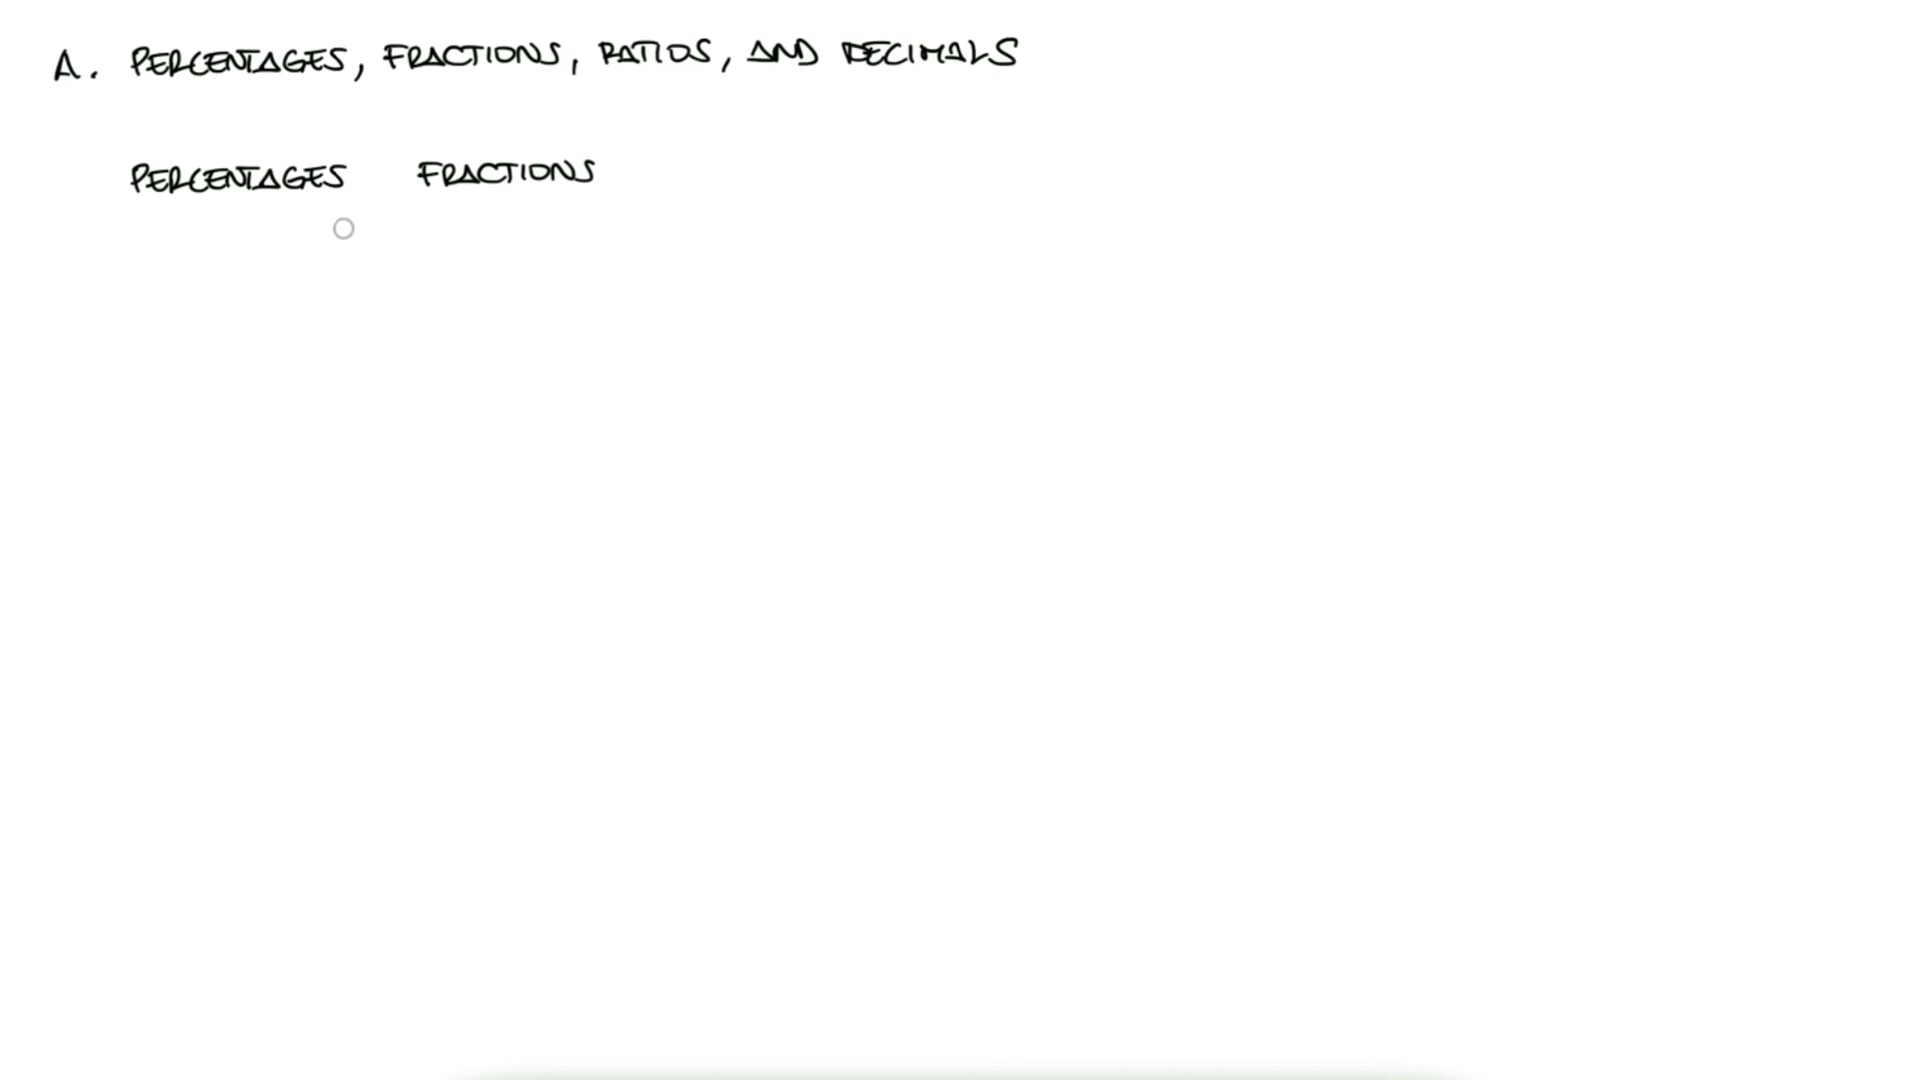 A. PERCENTAGES, FRACTIONS, RATIOS, AND DECIMALS
PERCENTAGES FRACTIONS